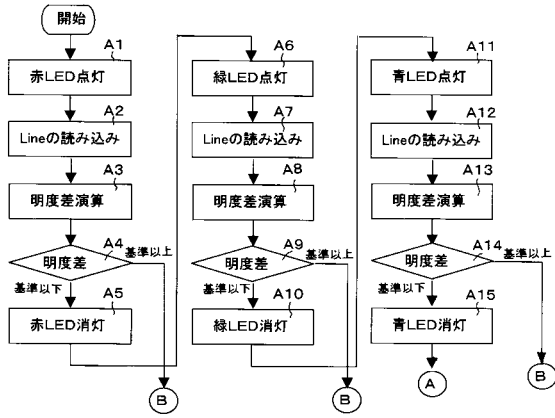 開始
A1
赤LED点灯
A2
Lineの読み込み
A3
明度差演算
A4
明度差
基準以上
基準以下
A5
赤LED消灯
B
A6
緑LED点灯
A7
Lineの読み込み
A8
明度差演算
A9
明度差
基準以上
基準以下
A10
緑LED消灯
B
A11
青LED点灯
A12
Lineの読み込み
A13
明度差演算
A14
明度差
基準以上
基準以下
A15
青LED消灯
A
B